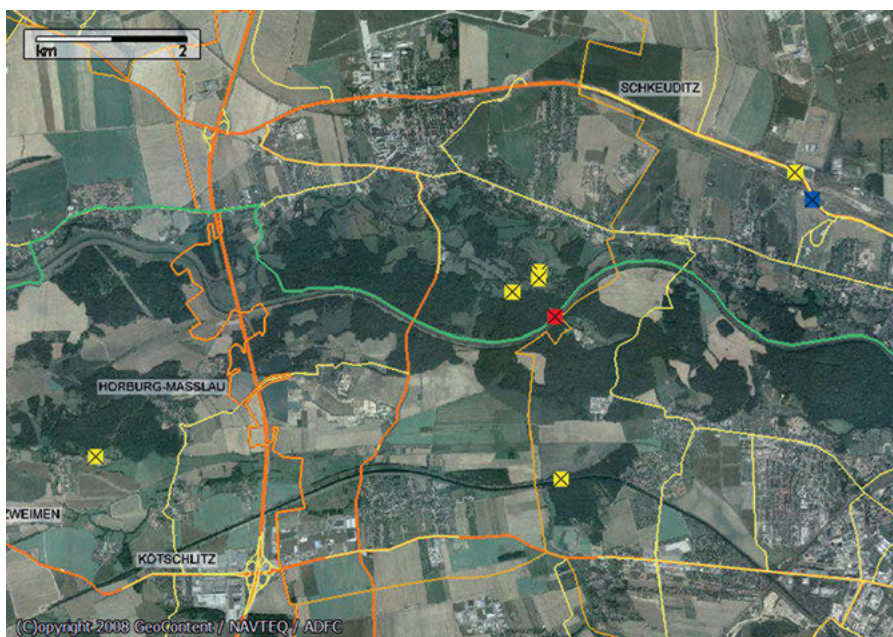 km 2
SCHKEUDITZ
HORBURG-MASSLAU
ZWEIMEN
KÖTSCHLITZ
(C)opyright 2008 GeoContent / NAVTEQ / ADFC